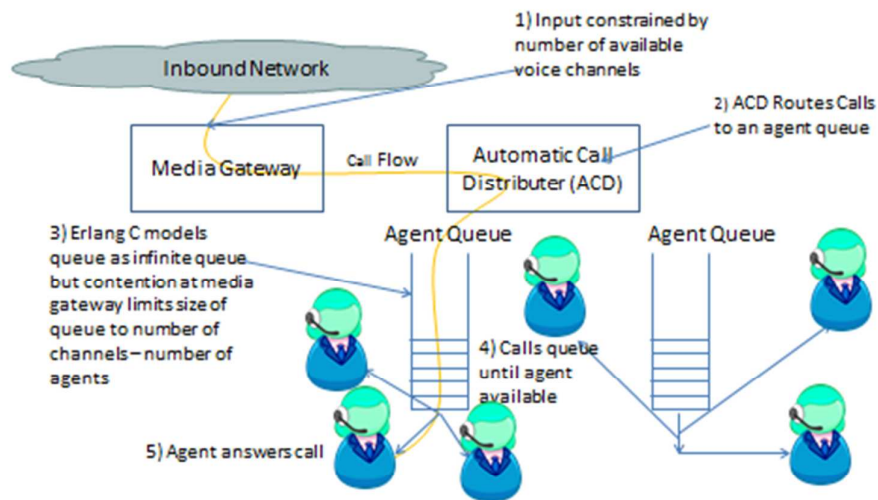 1) Input constrained by
number of available
voice channels
Inbound Network
2) ACD Routes Calls
to an agent queue
Media Gateway
Call Flow
Automatic Call
Distributer (ACD)
3) Erlang C models
queue as infinite queue
but contention at media
gateway limits size of
queue to number of
channels – number of
agents
Agent Queue
Agent Queue
4) Calls queue
until agent
available
5) Agent answers call